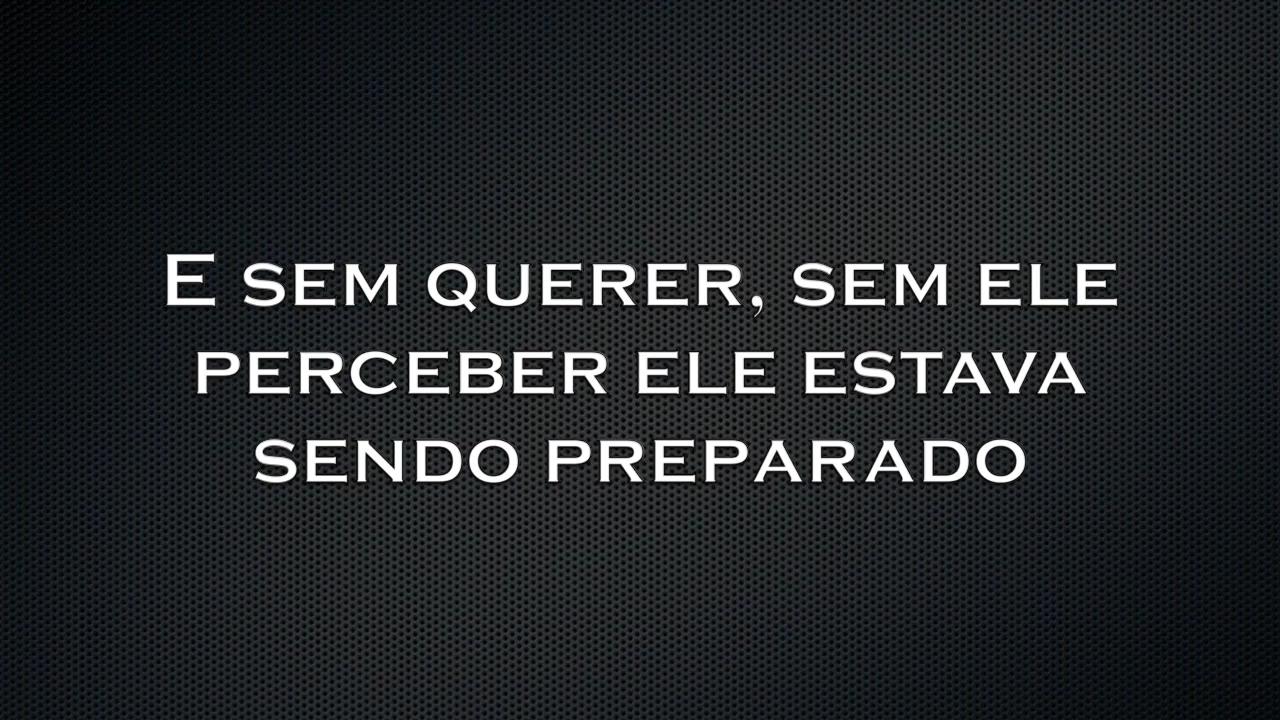 E SEM QUERER, SEM ELE
PERCEBER ELE ESTAVA
SENDO PREPARADO